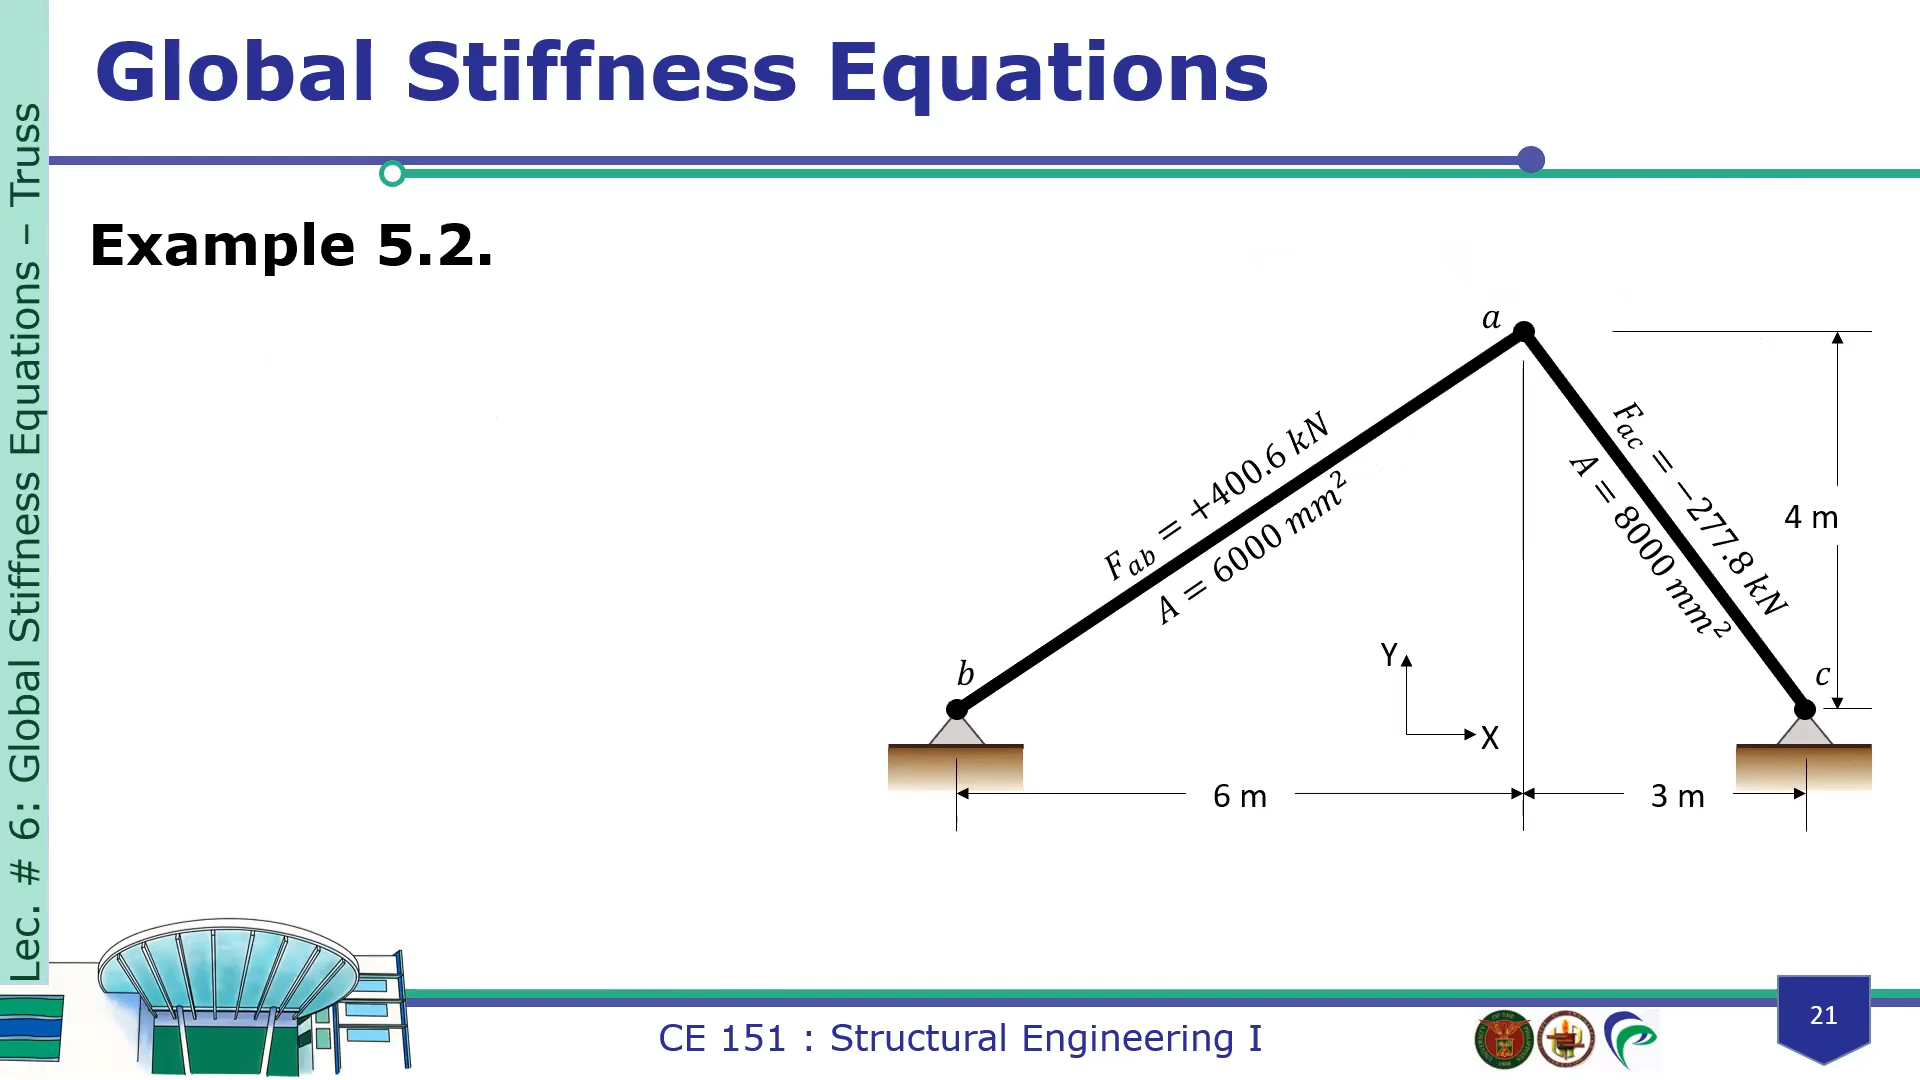 Global Stiffness Equations
Lec. # 6: Global Stiffness Equations – Truss
Example 5.2.
a
F_ab = +400.6 kN
A = 6000 mm²
F_ac = −277.8 kN
A = 8000 mm²
4 m
b
c
Y
X
6 m
3 m
CE 151 : Structural Engineering I
21